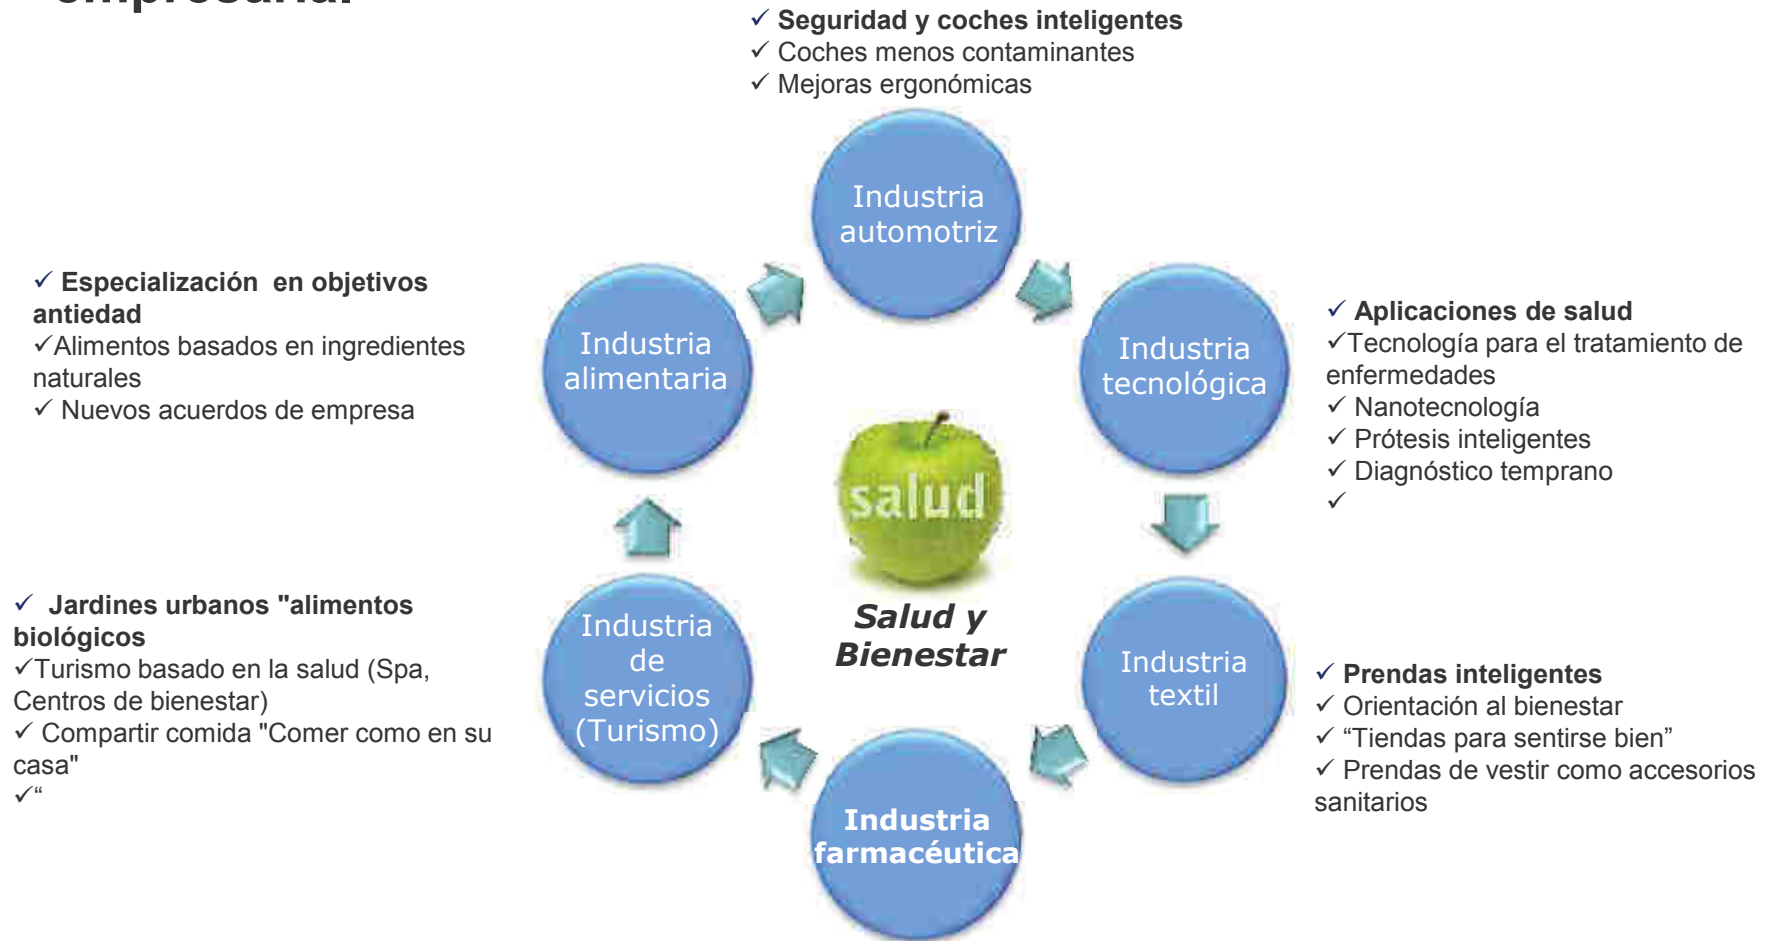 ✓ Seguridad y coches inteligentes
✓ Coches menos contaminantes
✓ Mejoras ergonómicas
Industria
automotriz
✓ Especialización  en objetivos
antiedad
✓Alimentos basados en ingredientes
naturales
✓ Nuevos acuerdos de empresa
Industria
alimentaria
Industria
tecnológica
✓ Aplicaciones de salud
✓Tecnología para el tratamiento de
enfermedades
✓ Nanotecnología
✓ Prótesis inteligentes
✓ Diagnóstico temprano
✓
salud
Salud y
Bienestar
✓ Jardines urbanos "alimentos
biológicos
✓Turismo basado en la salud (Spa,
Centros de bienestar)
✓ Compartir comida "Comer como en su
casa"
✓“
Industria
de
servicios
(Turismo)
Industria
textil
✓ Prendas inteligentes
✓ Orientación al bienestar
✓ “Tiendas para sentirse bien”
✓ Prendas de vestir como accesorios
sanitarios
Industria
farmacéutica